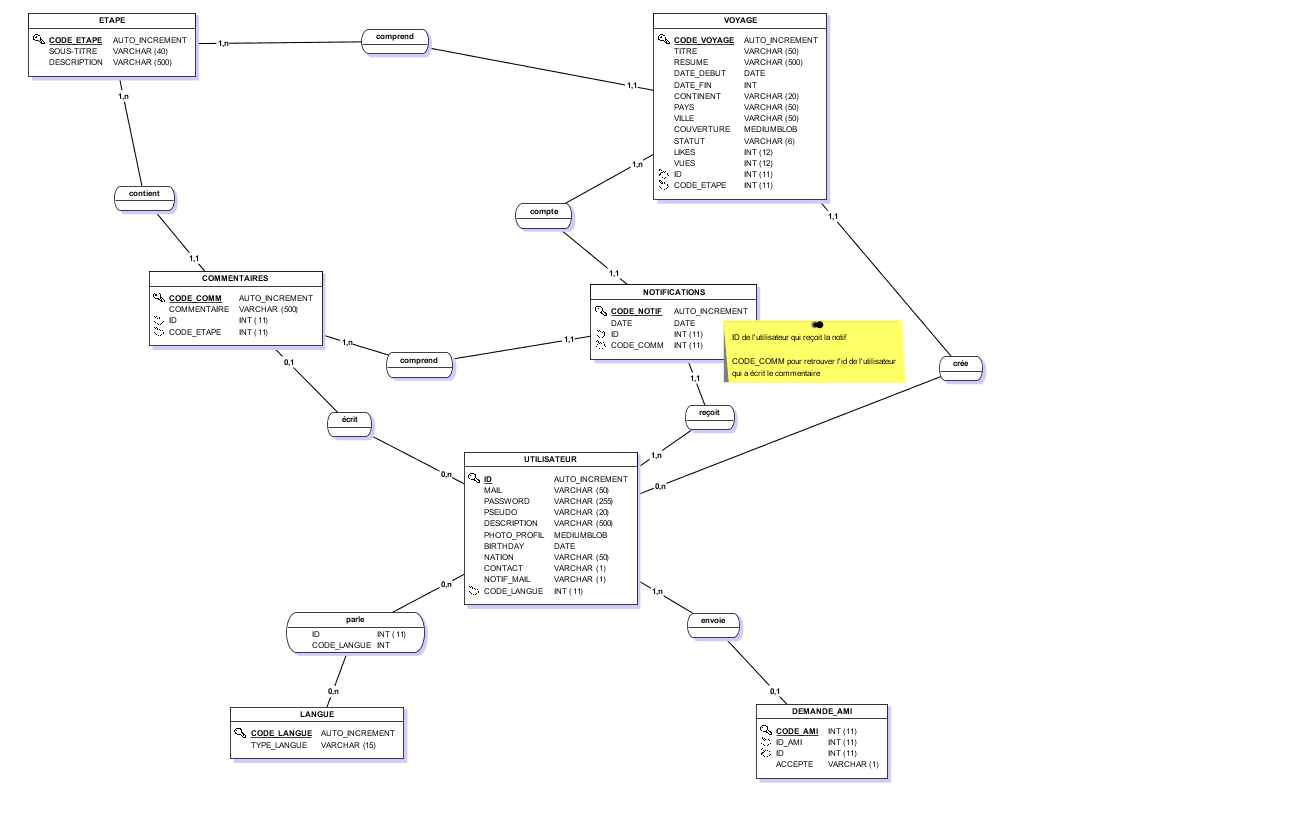 ETAPE
CODE_ETAPE AUTO_INCREMENT
SOUS-TITRE VARCHAR (40)
DESCRIPTION VARCHAR (500)
1,n
comprend
1,1
VOYAGE
CODE_VOYAGE AUTO_INCREMENT
TITRE VARCHAR (50)
RESUME VARCHAR (500)
DATE_DEBUT DATE
DATE_FIN INT
CONTINENT VARCHAR (20)
PAYS VARCHAR (50)
VILLE VARCHAR (50)
COUVERTURE MEDIUMBLOB
STATUT VARCHAR (6)
LIKES INT (12)
VUES INT (12)
ID INT (11)
CODE_ETAPE INT (11)
1,n
contient
1,1
1,n
compte
1,1
1,1
crée
0,n
COMMENTAIRES
CODE_COMM AUTO_INCREMENT
COMMENTAIRE VARCHAR (500)
ID INT (11)
CODE_ETAPE INT (11)
1,n
comprend
1,1
NOTIFICATIONS
CODE_NOTIF AUTO_INCREMENT
DATE DATE
ID INT (11)
CODE_COMM INT (11)
ID de l'utilisateur qui reçoit la notif
CODE_COMM pour retrouver l'id de l'utilisateur
qui a écrit le commentaire
0,1
écrit
0,n
1,1
reçoit
1,n
UTILISATEUR
ID AUTO_INCREMENT
MAIL VARCHAR (50)
PASSWORD VARCHAR (255)
PSEUDO VARCHAR (20)
DESCRIPTION VARCHAR (500)
PHOTO_PROFIL MEDIUMBLOB
BIRTHDAY DATE
NATION VARCHAR (50)
CONTACT VARCHAR (1)
NOTIF_MAIL VARCHAR (1)
CODE_LANGUE INT (11)
0,n
parle
ID INT (11)
CODE_LANGUE INT
0,n
LANGUE
CODE_LANGUE AUTO_INCREMENT
TYPE_LANGUE VARCHAR (15)
1,n
envoie
0,1
DEMANDE_AMI
CODE_AMI INT (11)
ID_AMI INT (11)
ID INT (11)
ACCEPTE VARCHAR (1)